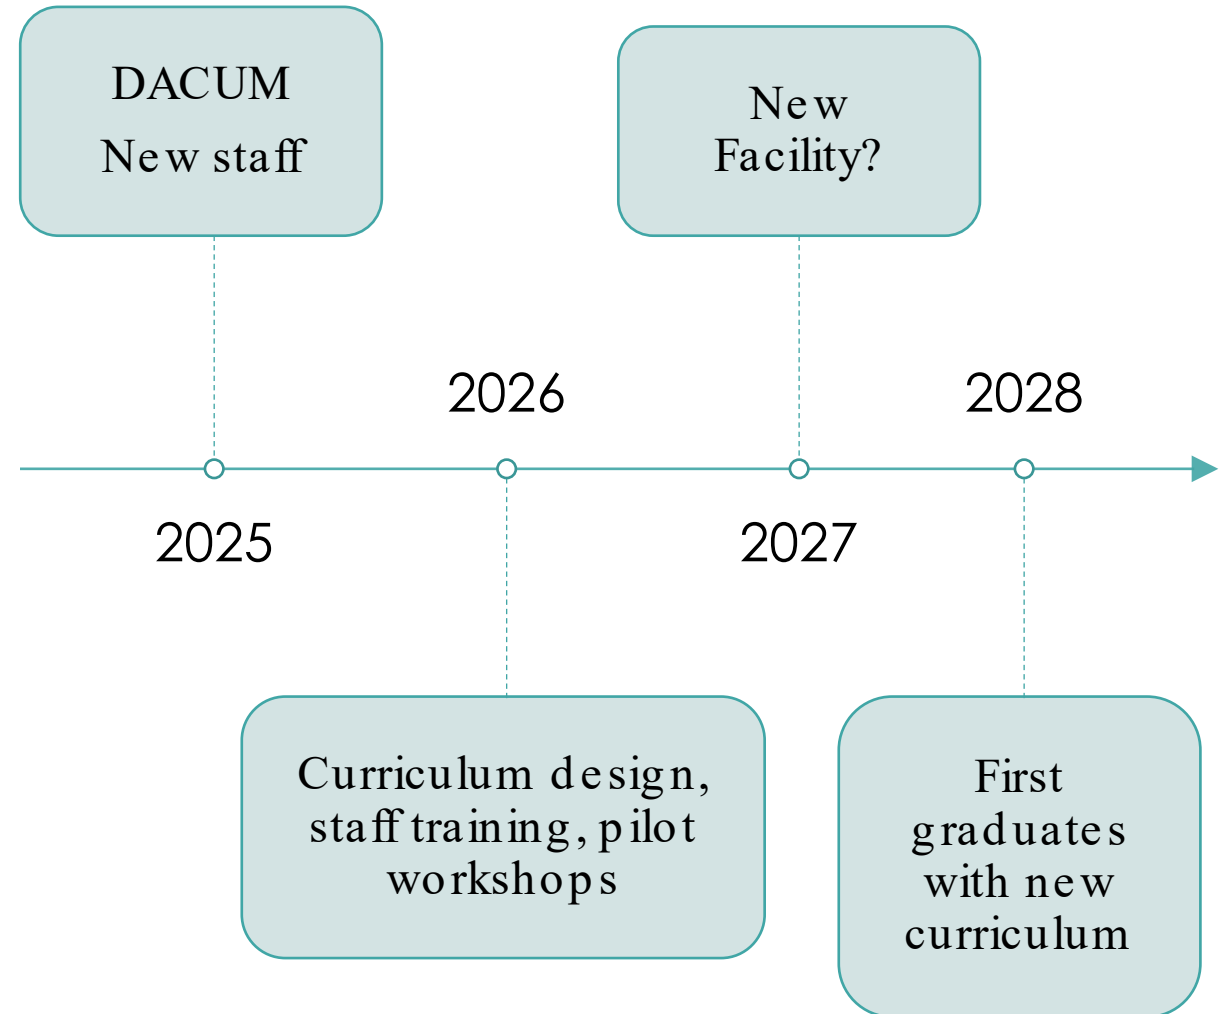 DACUM
New staff
New
Facility?
2026
2028
2025
2027
Curriculum design,
staff training, pilot
workshops
First
graduates
with new
curriculum